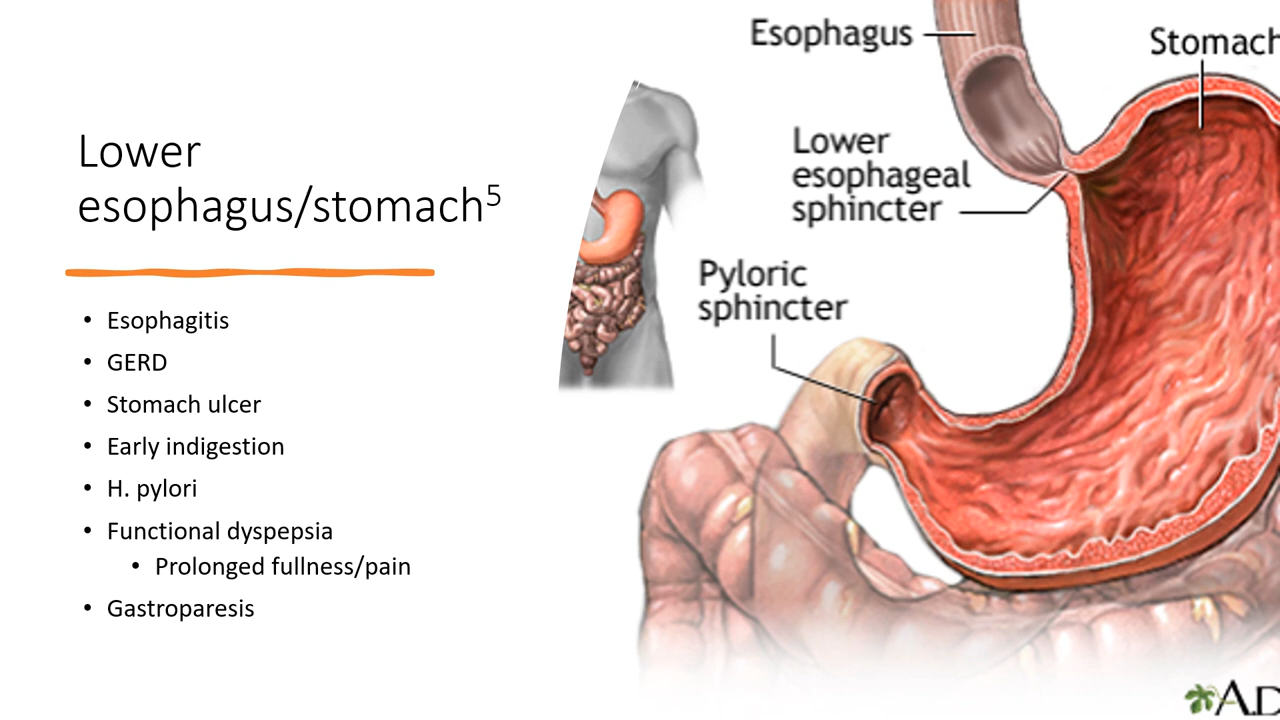 Lower
esophagus/stomach⁵
• Esophagitis
• GERD
• Stomach ulcer
• Early indigestion
• H. pylori
• Functional dyspepsia
• Prolonged fullness/pain
• Gastroparesis
Esophagus
Stomach
Lower
esophageal
sphincter
Pyloric
sphincter
A.D